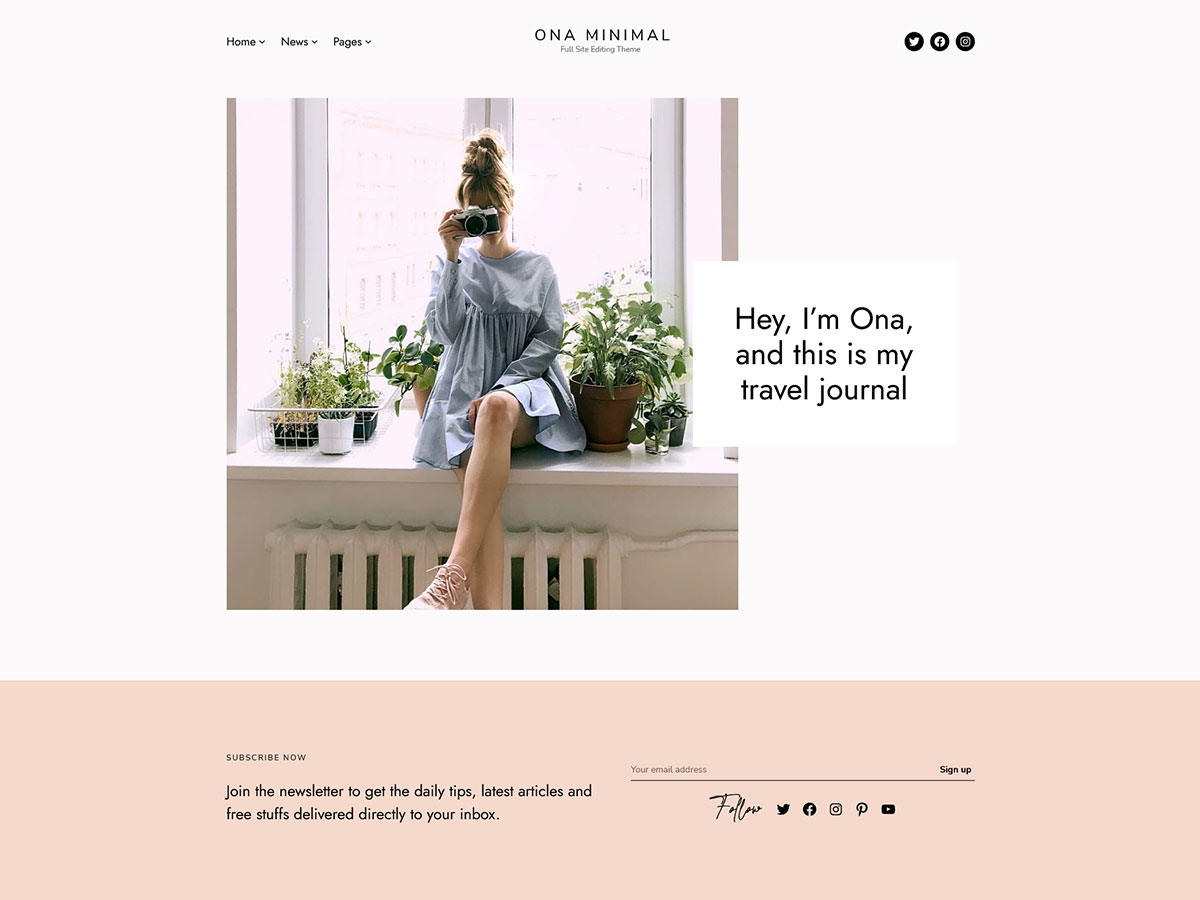 Home News Pages
ONA MINIMAL
Full Site Editing Theme
Hey, I’m Ona,
and this is my
travel journal
SUBSCRIBE NOW
Join the newsletter to get the daily tips, latest articles and
free stuffs delivered directly to your inbox.
Your email address Sign up
Follow